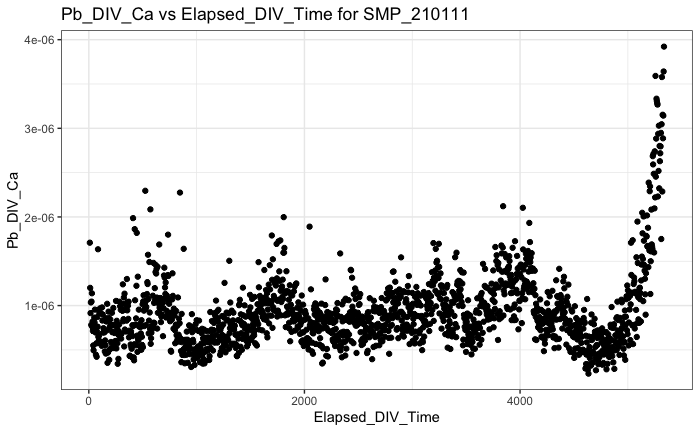 Pb_DIV_Ca vs Elapsed_DIV_Time for SMP_210111
4e-06
3e-06
2e-06
1e-06
Pb_DIV_Ca
0
2000
4000
Elapsed_DIV_Time